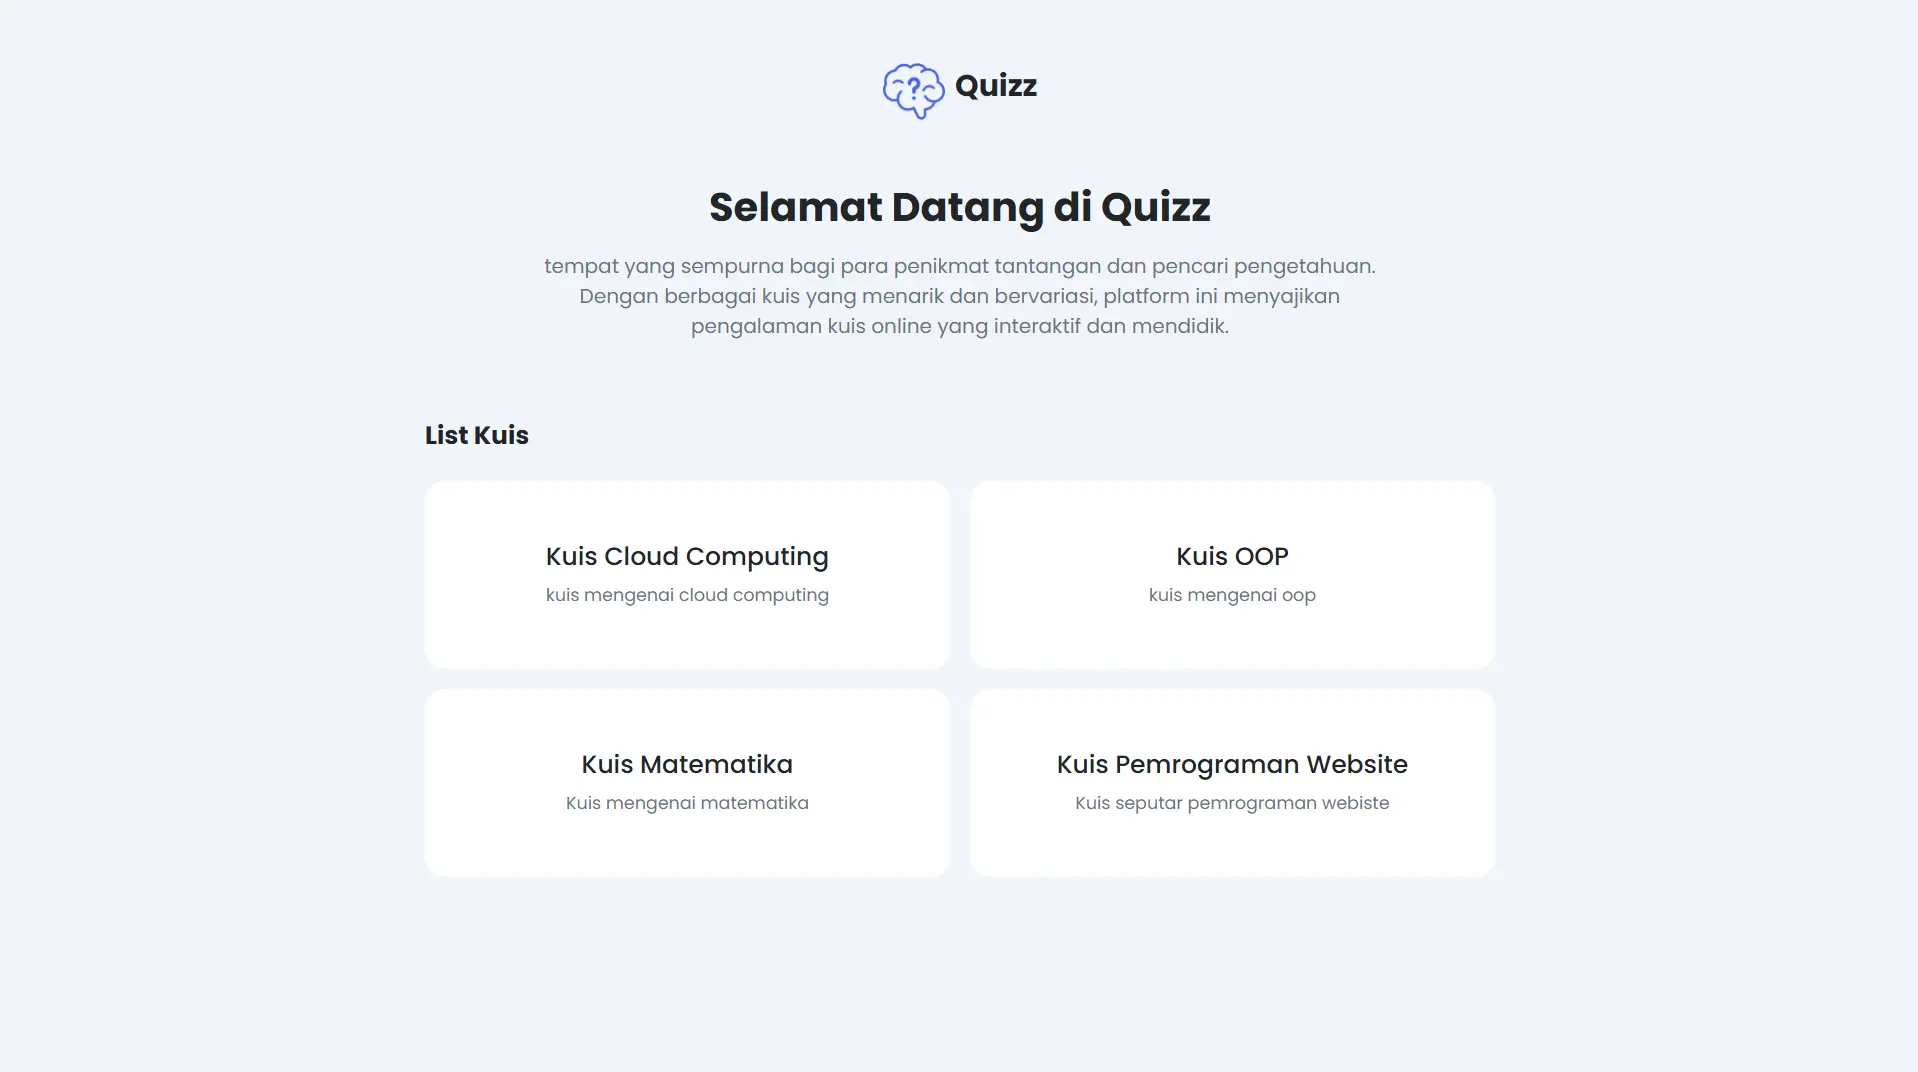 Quizz
Selamat Datang di Quizz
tempat yang sempurna bagi para penikmat tantangan dan pencari pengetahuan.
Dengan berbagai kuis yang menarik dan bervariasi, platform ini menyajikan
pengalaman kuis online yang interaktif dan mendidik.
List Kuis
Kuis Cloud Computing
kuis mengenai cloud computing
Kuis OOP
kuis mengenai oop
Kuis Matematika
Kuis mengenai matematika
Kuis Pemrograman Website
Kuis seputar pemrograman webiste